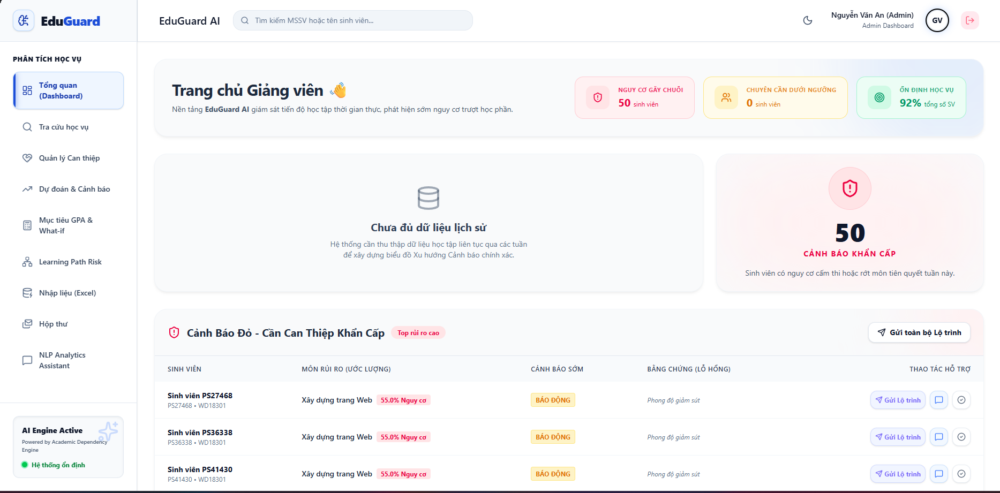 EduGuard
EduGuard AI
Tìm kiếm MSSV hoặc tên sinh viên...
Nguyễn Văn An (Admin)
Admin Dashboard
GV
PHÂN TÍCH HỌC VỤ
Tổng quan
(Dashboard)
Tra cứu học vụ
Quản lý Can thiệp
Dự đoán & Cảnh báo
Mục tiêu GPA &
What-if
Learning Path Risk
Nhập liệu (Excel)
Hộp thư
NLP Analytics
Assistant
AI Engine Active
Powered by Academic Dependency
Engine
Hệ thống ổn định
Trang chủ Giảng viên 👋
Nền tảng EduGuard AI giám sát tiến độ học tập thời gian thực, phát hiện sớm nguy cơ trượt học phần.
NGUY CƠ GÃY CHUỖI
50 sinh viên
CHUYÊN CẦN DƯỚI NGƯỠNG
0 sinh viên
ỔN ĐỊNH HỌC VỤ
92% tổng số SV
Chưa đủ dữ liệu lịch sử
Hệ thống cần thu thập dữ liệu học tập liên tục qua các tuần
để xây dựng biểu đồ Xu hướng Cảnh báo chính xác.
50
CẢNH BÁO KHẨN CẤP
Sinh viên có nguy cơ cấm thi hoặc rớt môn tiên quyết tuần này.
Cảnh Báo Đỏ - Cần Can Thiệp Khẩn Cấp
Top rủi ro cao
Gửi toàn bộ Lộ trình
SINH VIÊN
MÔN RỦI RO (ƯỚC LƯỢNG)
CẢNH BÁO SỚM
BẰNG CHỨNG (LỖ HỔNG)
THAO TÁC HỖ TRỢ
Sinh viên PS27468
PS27468 • WD18301
Xây dựng trang Web
55.0% Nguy cơ
BÁO ĐỘNG
Phong độ giảm sút
Gửi Lộ trình
Sinh viên PS36338
PS36338 • WD18301
Xây dựng trang Web
55.0% Nguy cơ
BÁO ĐỘNG
Phong độ giảm sút
Gửi Lộ trình
Sinh viên PS41430
PS41430 • WD18301
Xây dựng trang Web
55.0% Nguy cơ
BÁO ĐỘNG
Phong độ giảm sút
Gửi Lộ trình